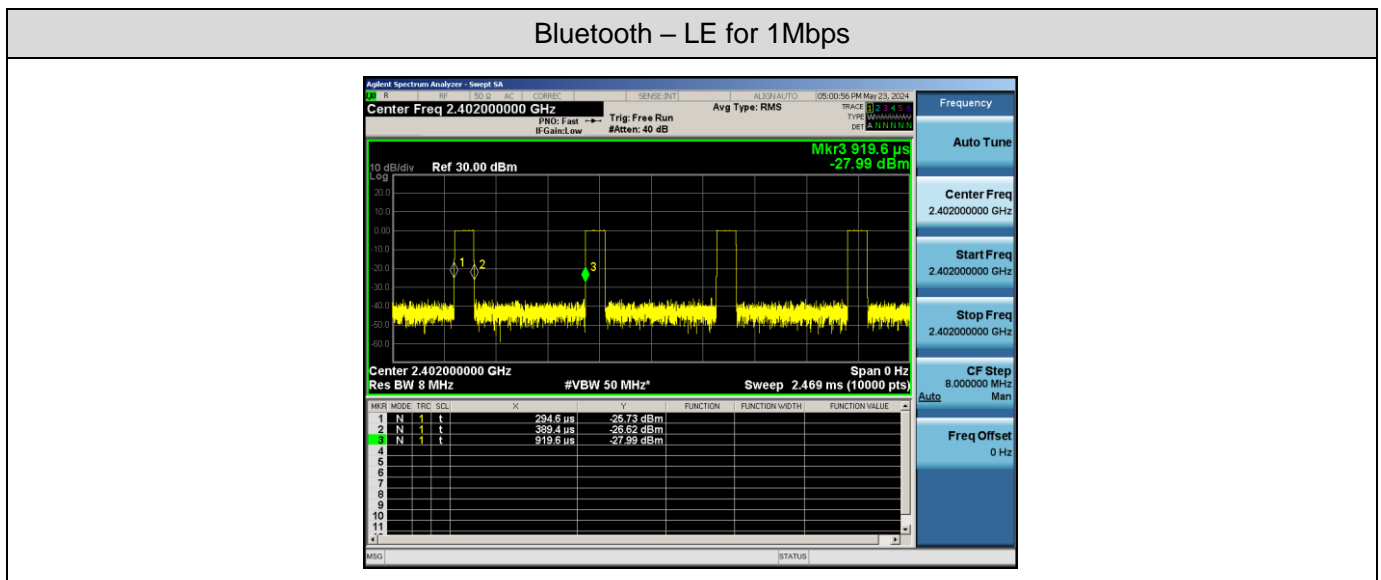 Bluetooth – LE for 1Mbps
Agilent Spectrum Analyzer - Swept SA
R RF 50 Ω AC CORREC SENSE:INT ALIGN AUTO 05:00:56 PM May 23, 2024
Center Freq 2.402000000 GHz
PNO: Fast
IFGain:Low
Trig: Free Run
#Atten: 40 dB
Avg Type: RMS
TRACE 1 2 3 4 5 6
TYPE
DET A N N N N N
Mkr3 919.6 µs
-27.99 dBm
10 dB/div Ref 30.00 dBm
Log
20.0
10.0
0.00
-10.0
-20.0
-30.0
-40.0
-50.0
-60.0
1 2 3
Center 2.402000000 GHz Span 0 Hz
Res BW 8 MHz #VBW 50 MHz* Sweep 2.469 ms (10000 pts)
MKR MODE TRC SCL X Y FUNCTION FUNCTION WIDTH FUNCTION VALUE
1 N 1 t 294.6 µs -25.73 dBm
2 N 1 t 389.4 µs -26.62 dBm
3 N 1 t 919.6 µs -27.99 dBm
4
5
6
7
8
9
10
11
MSG STATUS
Frequency
Auto Tune
Center Freq
2.402000000 GHz
Start Freq
2.402000000 GHz
Stop Freq
2.402000000 GHz
CF Step
8.000000 MHz
Auto Man
Freq Offset
0 Hz